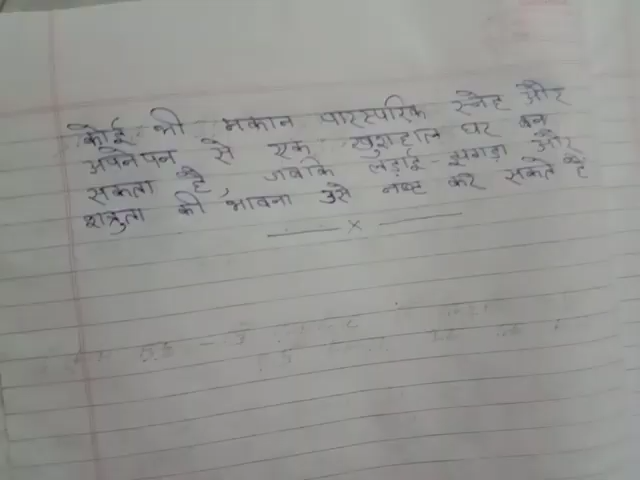 कोई भी मकान पारस्परिक स्नेह और
अपनेपन से एक खुशहाल घर बन
सकता है, जबकि लड़ाई-झगड़ा और
शत्रुता की भावना उसे नष्ट कर सकते हैं
—— x ——